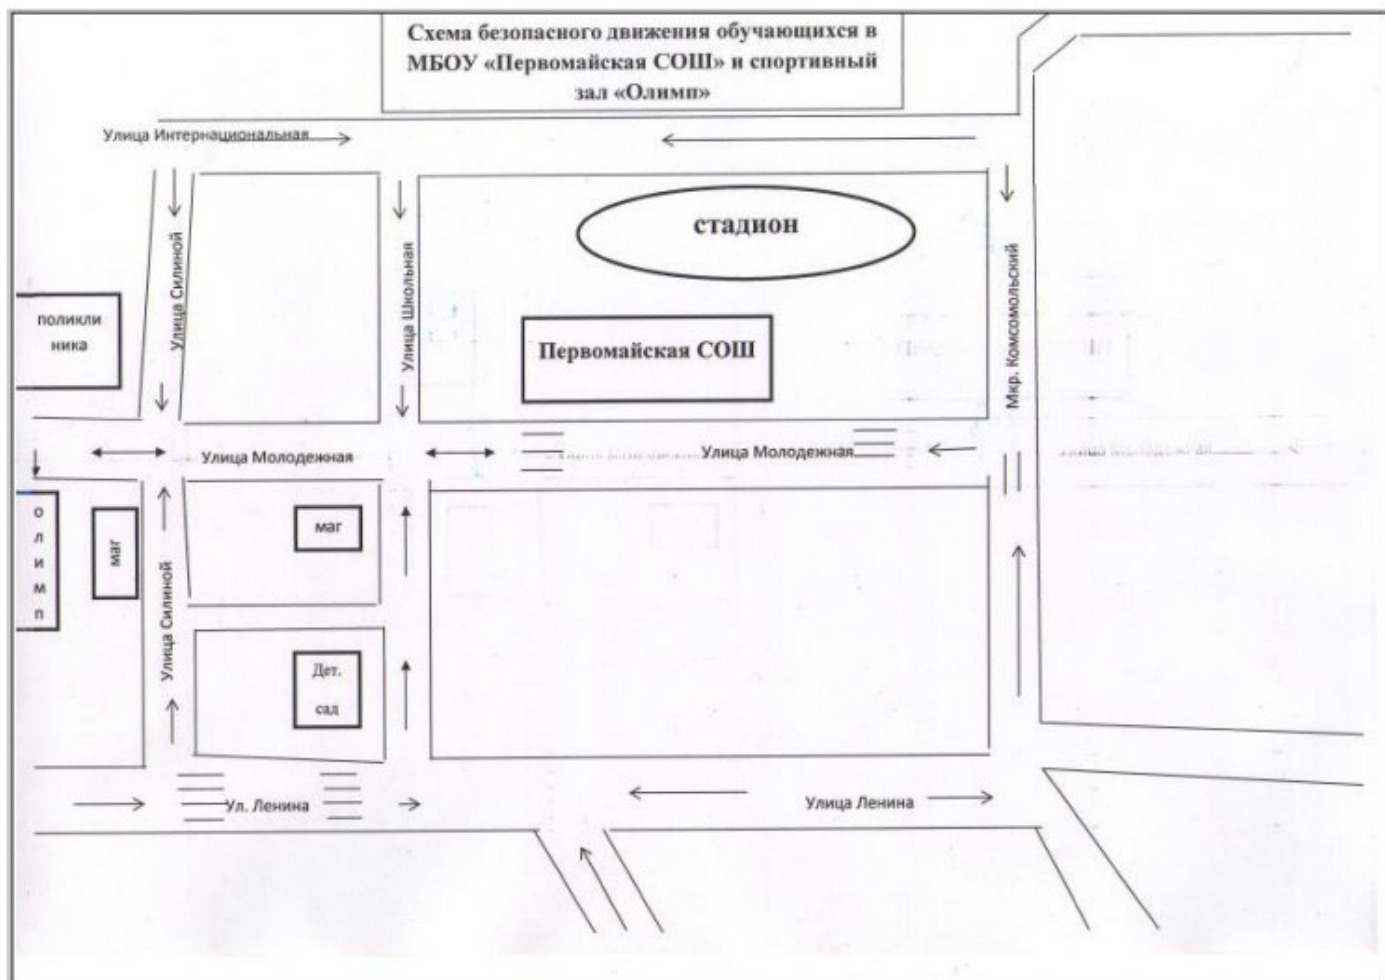 Схема безопасного движения обучающихся в
МБОУ «Первомайская СОШ» и спортивный
зал «Олимп»
Улица Интернациональная
стадион
Улица Силиной
Улица Школьная
Мкр. Комсомольский
поликли
ника
Первомайская СОШ
Улица Молодежная
Улица Молодежная
о
л
и
м
п
маг
маг
Улица Силиной
Дет.
сад
Ул. Ленина
Улица Ленина